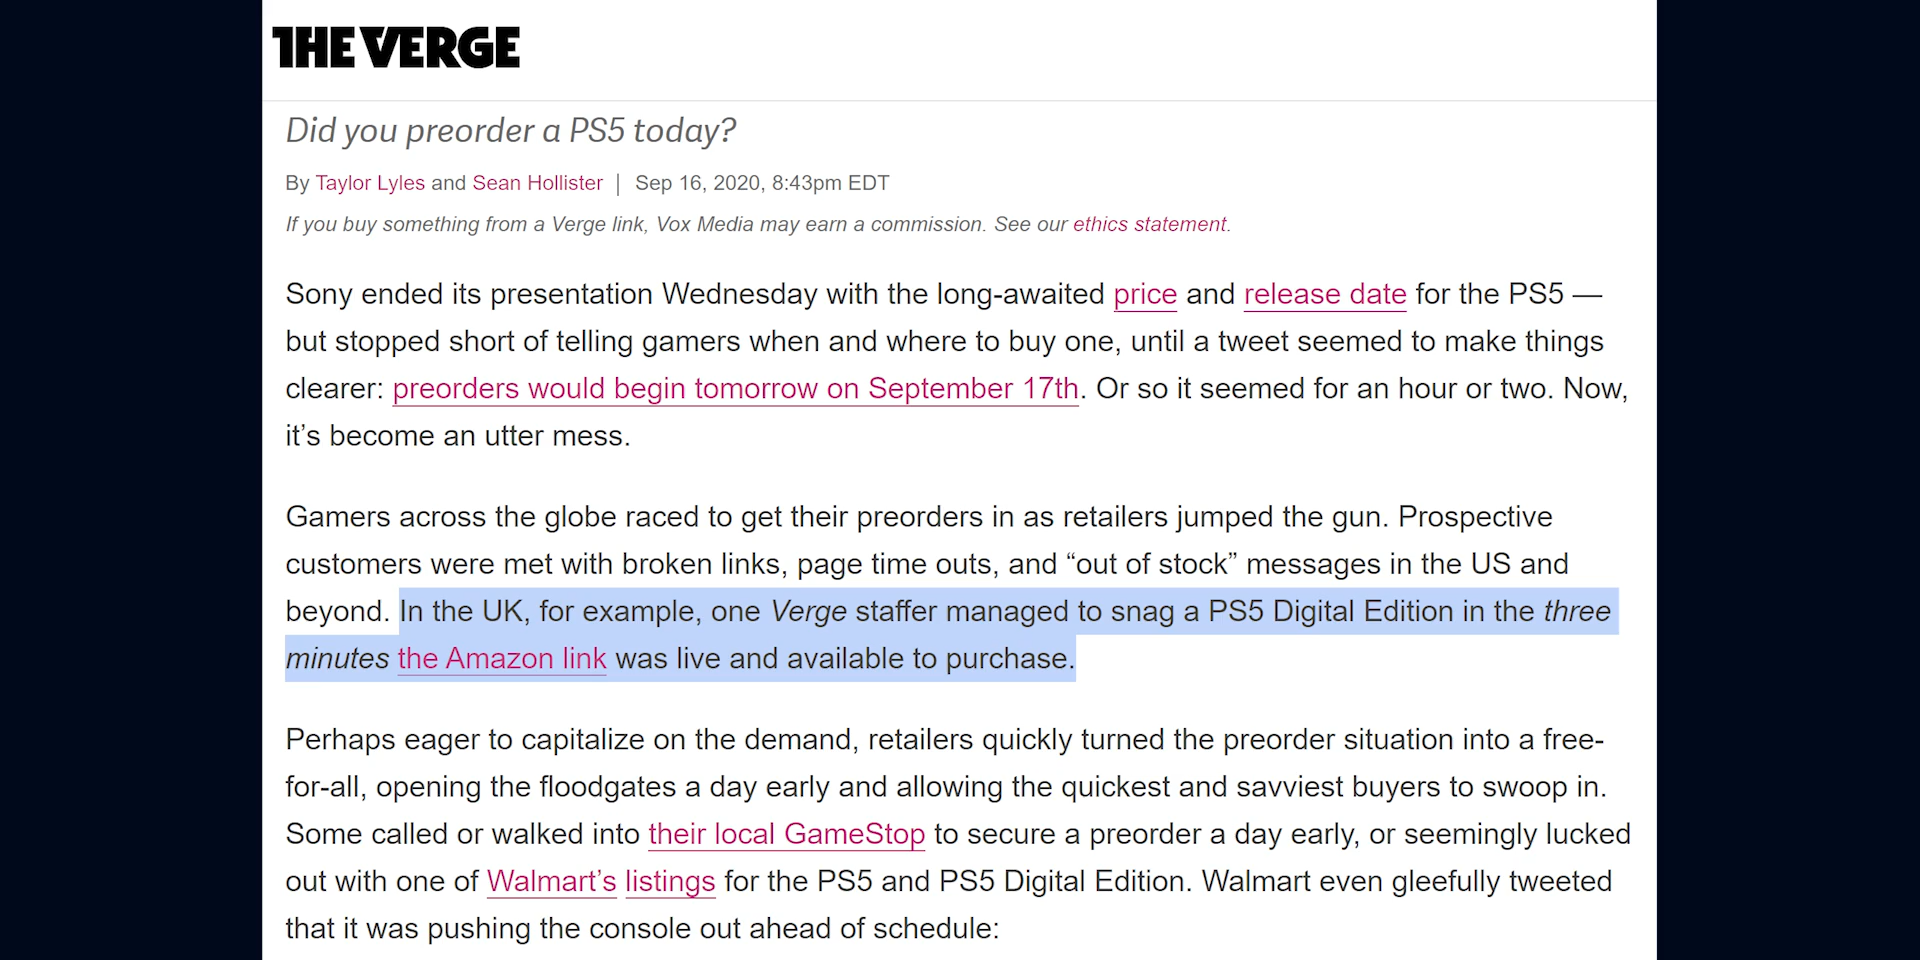 THE VERGE
Did you preorder a PS5 today?
By Taylor Lyles and Sean Hollister | Sep 16, 2020, 8:43pm EDT
If you buy something from a Verge link, Vox Media may earn a commission. See our ethics statement.
Sony ended its presentation Wednesday with the long-awaited price and release date for the PS5 —
but stopped short of telling gamers when and where to buy one, until a tweet seemed to make things
clearer: preorders would begin tomorrow on September 17th. Or so it seemed for an hour or two. Now,
it’s become an utter mess.
Gamers across the globe raced to get their preorders in as retailers jumped the gun. Prospective
customers were met with broken links, page time outs, and “out of stock” messages in the US and
beyond. In the UK, for example, one Verge staffer managed to snag a PS5 Digital Edition in the three
minutes the Amazon link was live and available to purchase.
Perhaps eager to capitalize on the demand, retailers quickly turned the preorder situation into a free-
for-all, opening the floodgates a day early and allowing the quickest and savviest buyers to swoop in.
Some called or walked into their local GameStop to secure a preorder a day early, or seemingly lucked
out with one of Walmart’s listings for the PS5 and PS5 Digital Edition. Walmart even gleefully tweeted
that it was pushing the console out ahead of schedule: